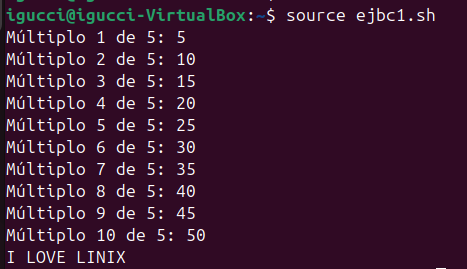 igucci@igucci-VirtualBox:~$ source ejbc1.sh
Múltiplo 1 de 5: 5
Múltiplo 2 de 5: 10
Múltiplo 3 de 5: 15
Múltiplo 4 de 5: 20
Múltiplo 5 de 5: 25
Múltiplo 6 de 5: 30
Múltiplo 7 de 5: 35
Múltiplo 8 de 5: 40
Múltiplo 9 de 5: 45
Múltiplo 10 de 5: 50
I LOVE LINIX